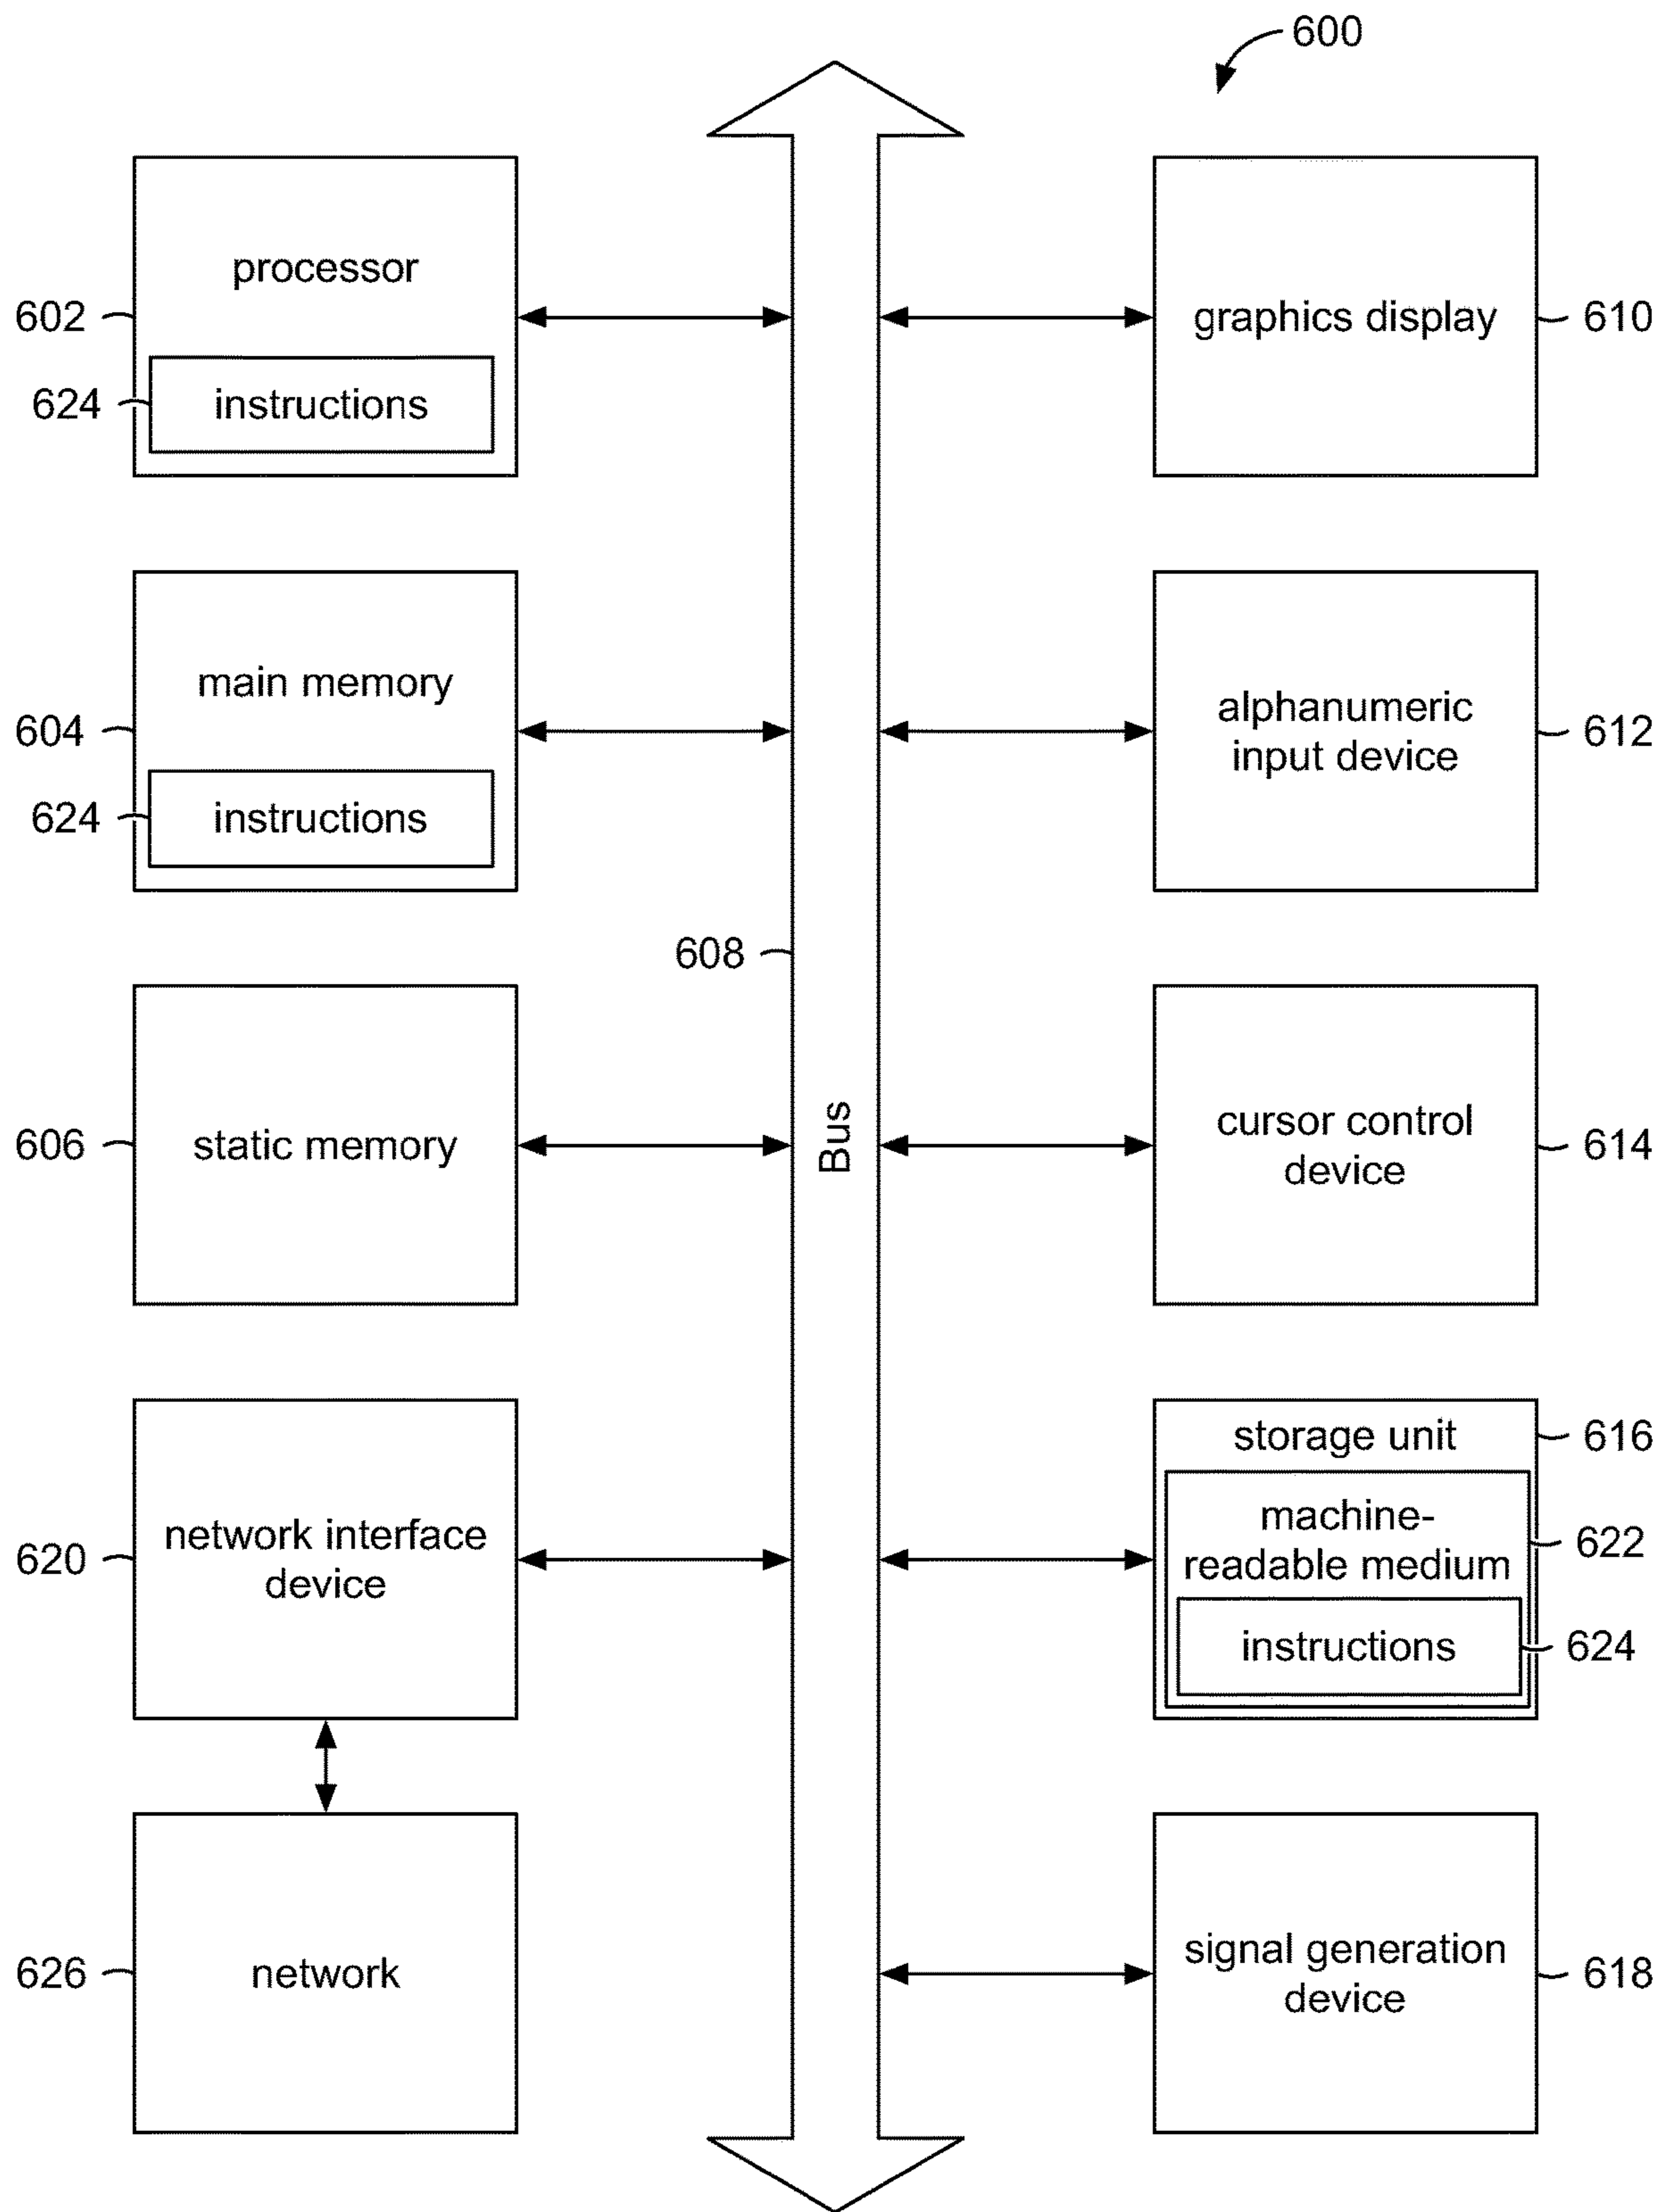 600
processor
602
624
instructions
graphics display
610
main memory
604
624
instructions
alphanumeric
input device
612
608
Bus
static memory
606
cursor control
device
614
network interface
device
620
storage unit
616
machine-
readable medium
622
instructions
624
network
626
signal generation
device
618